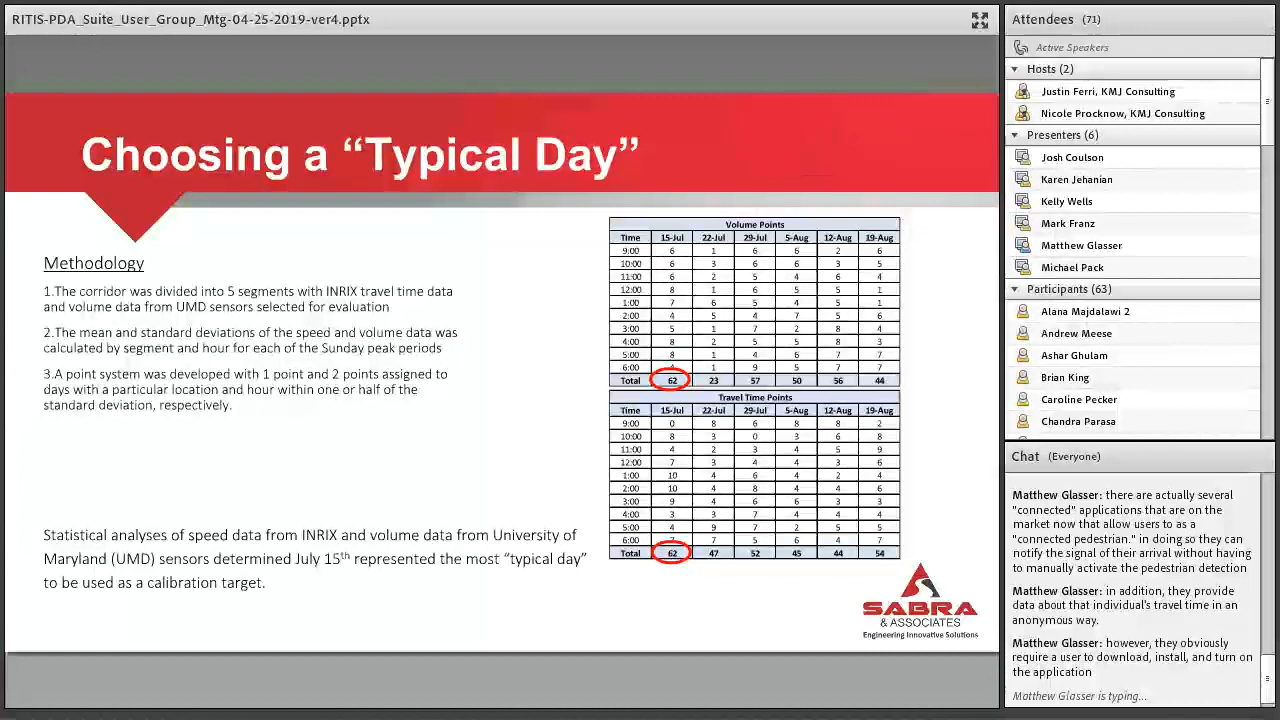 RITIS-PDA_Suite_User_Group_Mtg-04-25-2019-ver4.pptx
Choosing a “Typical Day”
Methodology
1.The corridor was divided into 5 segments with INRIX travel time data
and volume data from UMD sensors selected for evaluation
2.The mean and standard deviations of the speed and volume data was
calculated by segment and hour for each of the Sunday peak periods
3.A point system was developed with 1 point and 2 points assigned to
days with a particular location and hour within one or half of the
standard deviation, respectively.
Statistical analyses of speed data from INRIX and volume data from University of
Maryland (UMD) sensors determined July 15th represented the most “typical day”
to be used as a calibration target.
Volume Points
Time 15-Jul 22-Jul 29-Jul 5-Aug 12-Aug 19-Aug
9:00 6 1 6 6 2 6
10:00 6 3 6 6 3 5
11:00 6 2 5 4 6 4
12:00 8 1 6 5 5 1
1:00 7 6 5 4 5 1
2:00 4 5 4 7 5 6
3:00 5 1 7 2 8 4
4:00 8 2 5 5 8 3
5:00 8 1 4 6 7 7
6:00 1 9 5 7 7
Total 62 23 57 50 56 44
Travel Time Points
Time 15-Jul 22-Jul 29-Jul 5-Aug 12-Aug 19-Aug
9:00 0 8 6 8 8 2
10:00 8 3 0 3 6 8
11:00 4 2 3 4 5 9
12:00 7 3 4 4 3 6
1:00 10 4 6 4 2 4
2:00 10 4 8 4 4 6
3:00 9 4 6 6 3 3
4:00 3 3 7 4 4 4
5:00 4 9 7 2 5 5
6:00 7 5 6 4 7
Total 62 47 52 45 44 54
SABRA
& ASSOCIATES
Engineering Innovative Solutions
Attendees (71)
Active Speakers
Hosts (2)
Justin Ferri, KMJ Consulting
Nicole Procknow, KMJ Consulting
Presenters (6)
Josh Coulson
Karen Jehanian
Kelly Wells
Mark Franz
Matthew Glasser
Michael Pack
Participants (63)
Alana Majdalawi 2
Andrew Meese
Ashar Ghulam
Brian King
Caroline Pecker
Chandra Parasa
Chat (Everyone)
Matthew Glasser: there are actually several
"connected" applications that are on the
market now that allow users to as a
"connected pedestrian." in doing so they can
notify the signal of their arrival without having
to manually activate the pedestrian detection
Matthew Glasser: in addition, they provide
data about that individual's travel time in an
anonymous way.
Matthew Glasser: however, they obviously
require a user to download, install, and turn on
the application
Matthew Glasser is typing...